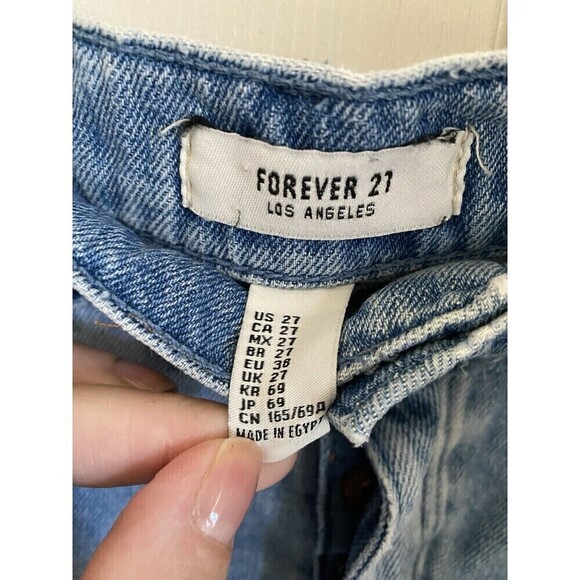 FOREVER 21
LOS ANGELES
US 27
CA 27
MX 27
BR 27
EU 36
UK 27
KR 69
JP 69
CN 165/69A
MADE IN EGYPT